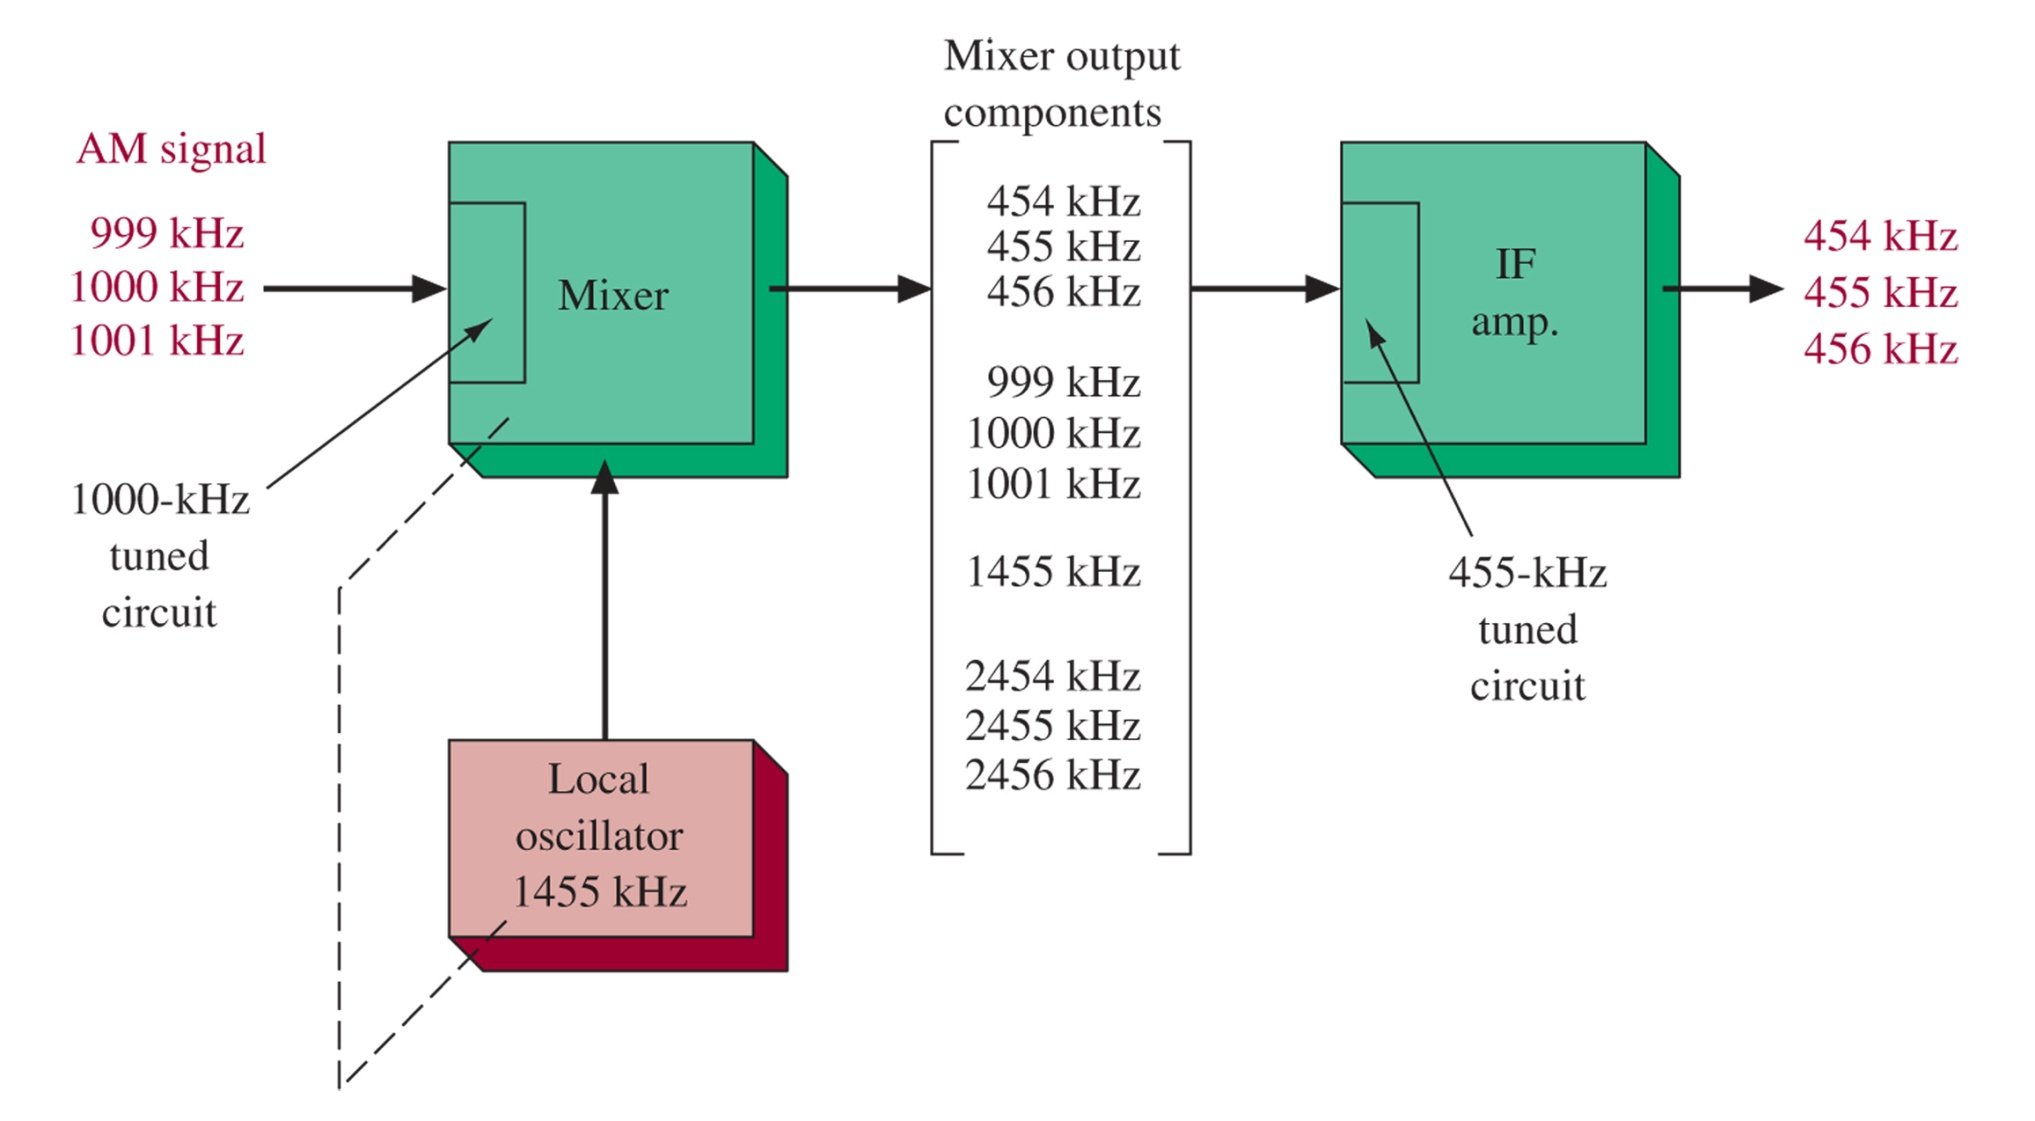 Mixer output
components
AM signal
999 kHz
1000 kHz
1001 kHz
Mixer
1000-kHz
tuned
circuit
Local
oscillator
1455 kHz
454 kHz
455 kHz
456 kHz
999 kHz
1000 kHz
1001 kHz
1455 kHz
2454 kHz
2455 kHz
2456 kHz
IF
amp.
455-kHz
tuned
circuit
454 kHz
455 kHz
456 kHz